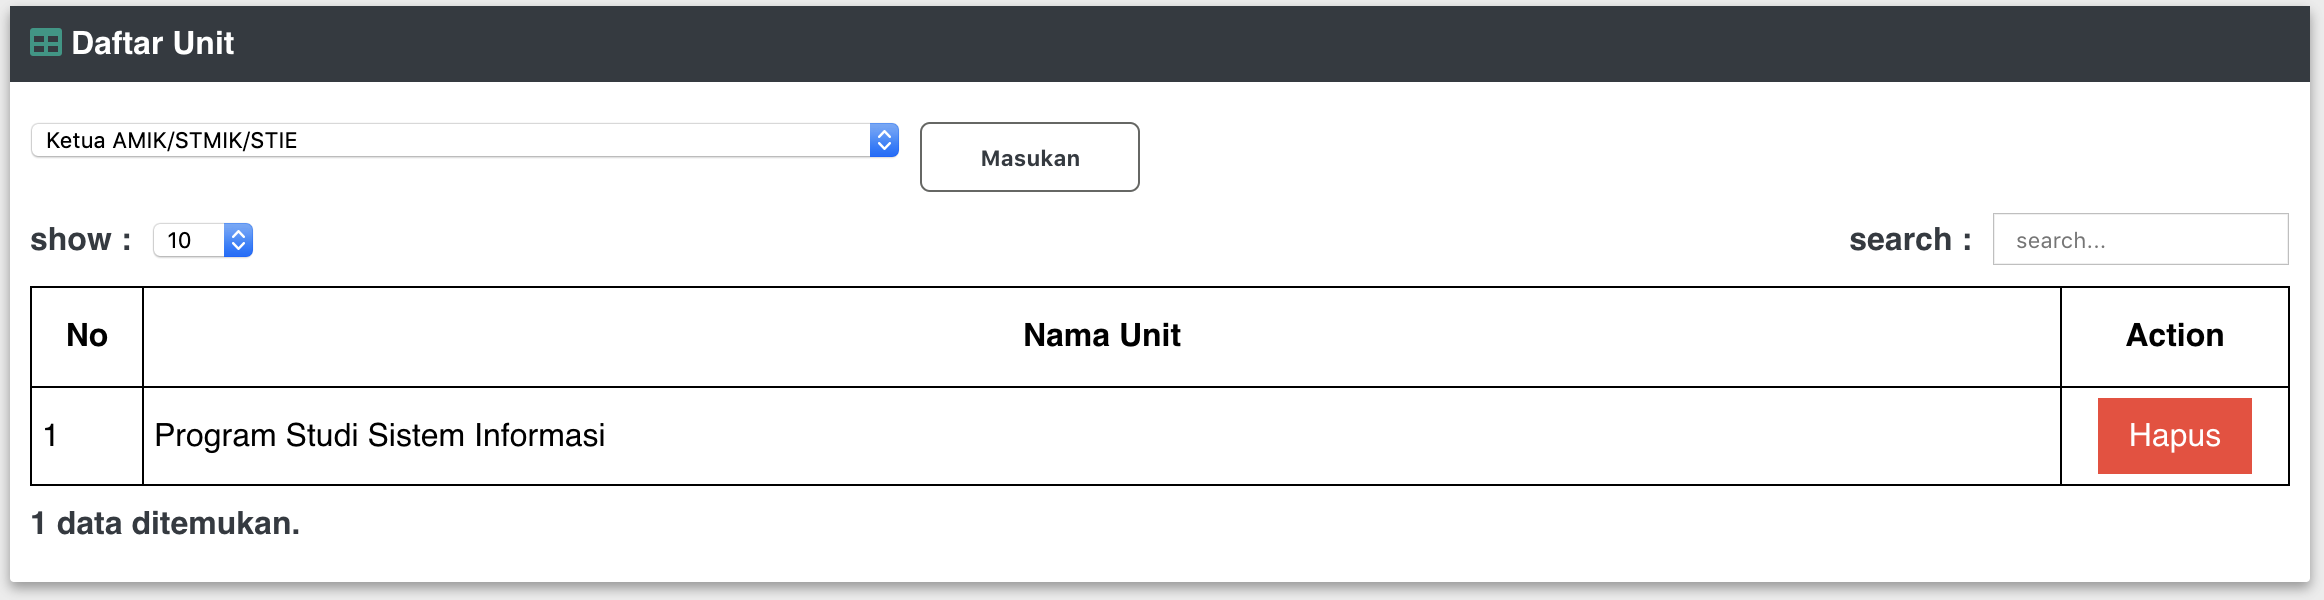 Daftar Unit
Ketua AMIK/STMIK/STIE
Masukan
show : 10
search : search...
No Nama Unit Action
1 Program Studi Sistem Informasi Hapus
1 data ditemukan.